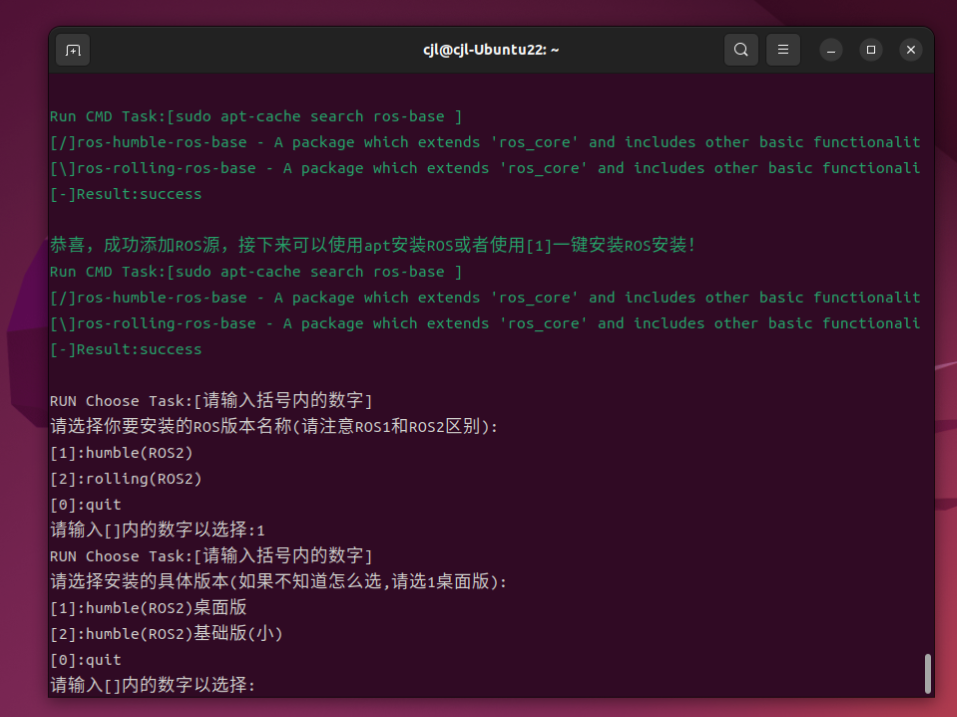 cjl@cjl-Ubuntu22: ~
Run CMD Task:[sudo apt-cache search ros-base ]
[/]ros-humble-ros-base - A package which extends 'ros_core' and includes other basic functionalit
[\]ros-rolling-ros-base - A package which extends 'ros_core' and includes other basic functionali
[-]Result:success
恭喜，成功添加ROS源，接下来可以使用apt安装ROS或者使用[1]一键安装ROS安装！
Run CMD Task:[sudo apt-cache search ros-base ]
[/]ros-humble-ros-base - A package which extends 'ros_core' and includes other basic functionalit
[\]ros-rolling-ros-base - A package which extends 'ros_core' and includes other basic functionali
[-]Result:success
RUN Choose Task:[请输入括号内的数字]
请选择你要安装的ROS版本名称(请注意ROS1和ROS2区别):
[1]:humble(ROS2)
[2]:rolling(ROS2)
[0]:quit
请输入[]内的数字以选择:1
RUN Choose Task:[请输入括号内的数字]
请选择安装的具体版本(如果不知道怎么选,请选1桌面版):
[1]:humble(ROS2)桌面版
[2]:humble(ROS2)基础版(小)
[0]:quit
请输入[]内的数字以选择: